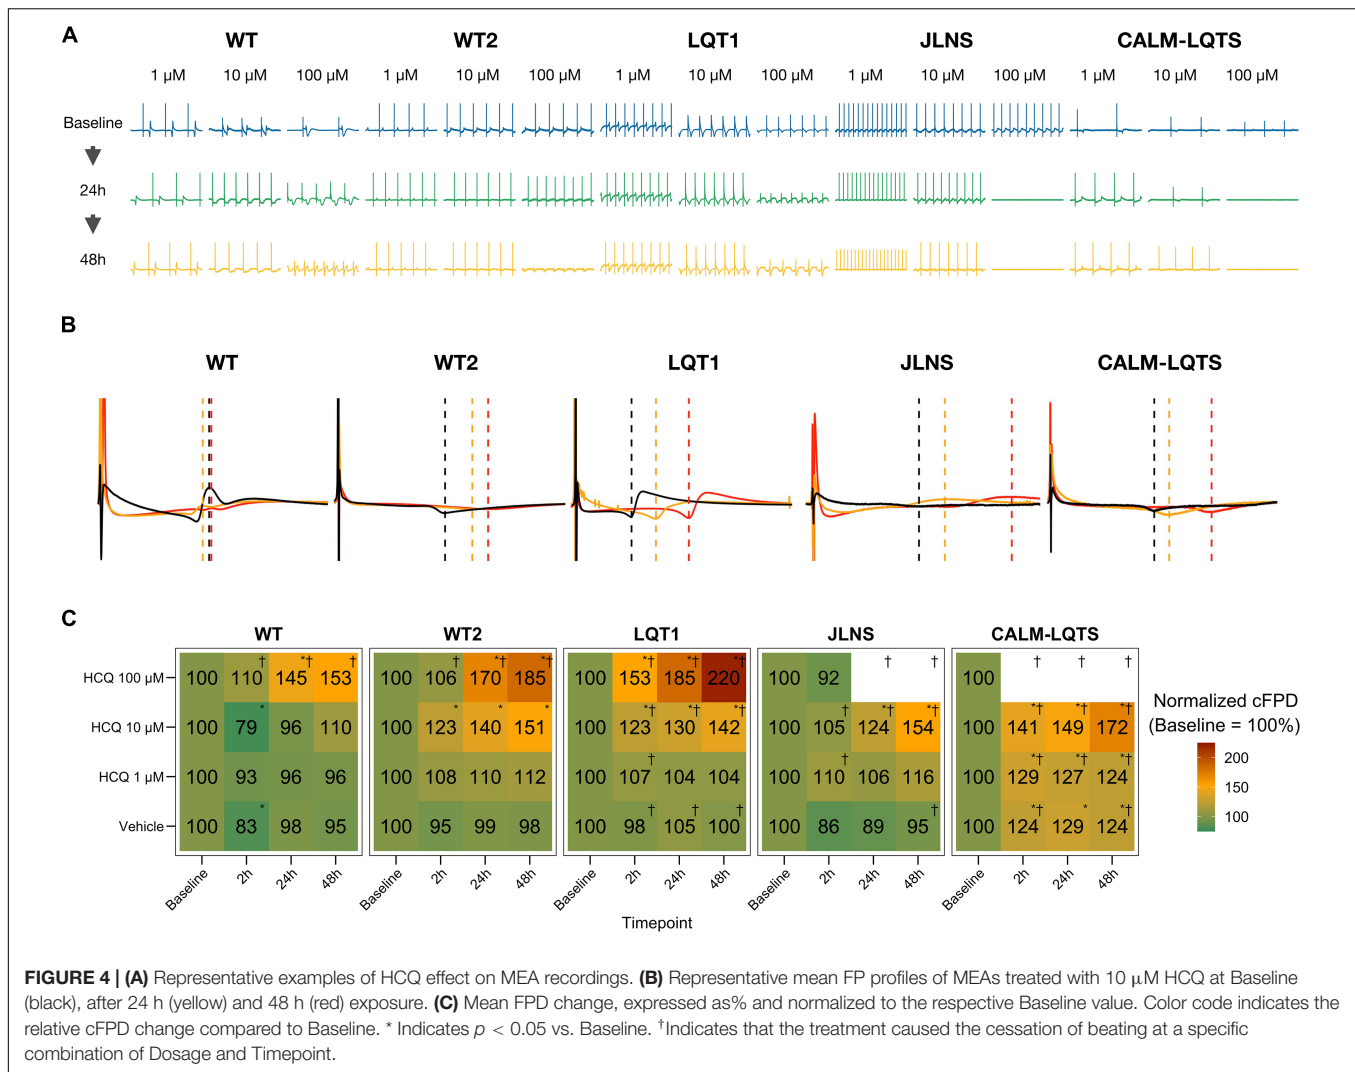 A
WT WT2 LQT1 JLNS CALM-LQTS
1 µM 10 µM 100 µM 1 µM 10 µM 100 µM 1 µM 10 µM 100 µM 1 µM 10 µM 100 µM 1 µM 10 µM 100 µM
Baseline
24h
48h
B
WT WT2 LQT1 JLNS CALM-LQTS
C
WT WT2 LQT1 JLNS CALM-LQTS
HCQ 100 µM 100 110† 145*† 153† 100 106† 170*† 185*† 100 153*† 185*† 220*† 100 92 † † 100 † † †
HCQ 10 µM 100 79* 96 110 100 123* 140* 151* 100 123*† 130*† 142*† 100 105† 124*† 154*† 100 141*† 149*† 172*†
HCQ 1 µM 100 93 96 96 100 108 110 112 100 107† 104 104 100 110† 106 116 100 129*† 127*† 124*†
Vehicle 100 83* 98 95 100 95 99 98 100 98† 105† 100† 100 86 89 95† 100 124*† 129* 124*†
Baseline 2h 24h 48h Baseline 2h 24h 48h Baseline 2h 24h 48h Baseline 2h 24h 48h Baseline 2h 24h 48h
Timepoint
Normalized cFPD
(Baseline = 100%)
200
150
100
FIGURE 4 | (A) Representative examples of HCQ effect on MEA recordings. (B) Representative mean FP profiles of MEAs treated with 10 µM HCQ at Baseline
(black), after 24 h (yellow) and 48 h (red) exposure. (C) Mean FPD change, expressed as% and normalized to the respective Baseline value. Color code indicates the
relative cFPD change compared to Baseline. * Indicates p < 0.05 vs. Baseline. †Indicates that the treatment caused the cessation of beating at a specific
combination of Dosage and Timepoint.